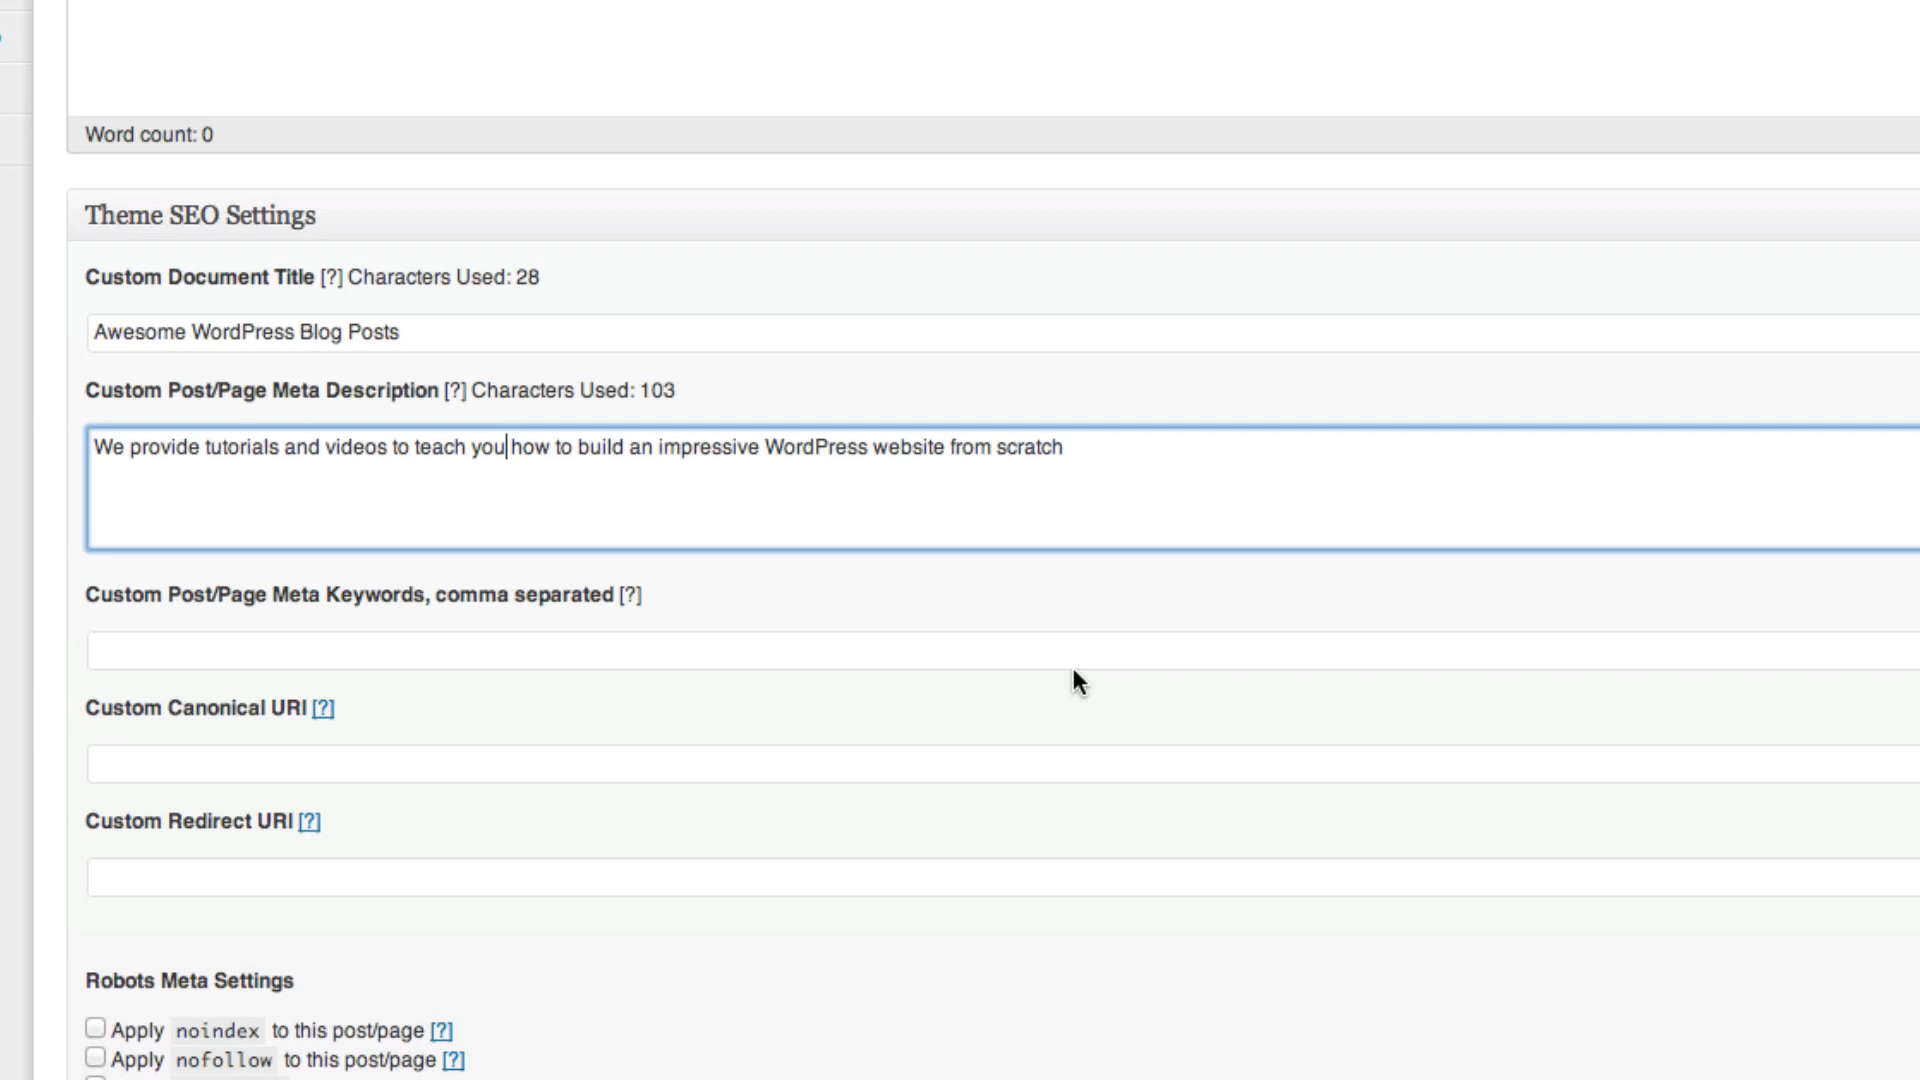 Word count: 0
Theme SEO Settings
Custom Document Title [?] Characters Used: 28
Awesome WordPress Blog Posts
Custom Post/Page Meta Description [?] Characters Used: 103
We provide tutorials and videos to teach you how to build an impressive WordPress website from scratch
Custom Post/Page Meta Keywords, comma separated [?]
Custom Canonical URI [?]
Custom Redirect URI [?]
Robots Meta Settings
Apply noindex to this post/page [?]
Apply nofollow to this post/page [?]